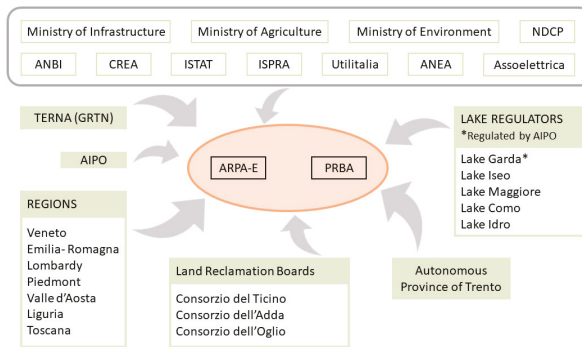 Ministry of Infrastructure
Ministry of Agriculture
Ministry of Environment
NDCP
ANBI
CREA
ISTAT
ISPRA
Utilitalia
ANEA
Assoelettrica
TERNA (GRTN)
AIPO
REGIONS
Veneto
Emilia- Romagna
Lombardy
Piedmont
Valle d’Aosta
Liguria
Toscana
ARPA-E
PRBA
Land Reclamation Boards
Consorzio del Ticino
Consorzio dell’Adda
Consorzio dell’Oglio
LAKE REGULATORS
*Regulated by AIPO
Lake Garda*
Lake Iseo
Lake Maggiore
Lake Como
Lake Idro
Autonomous
Province of Trento